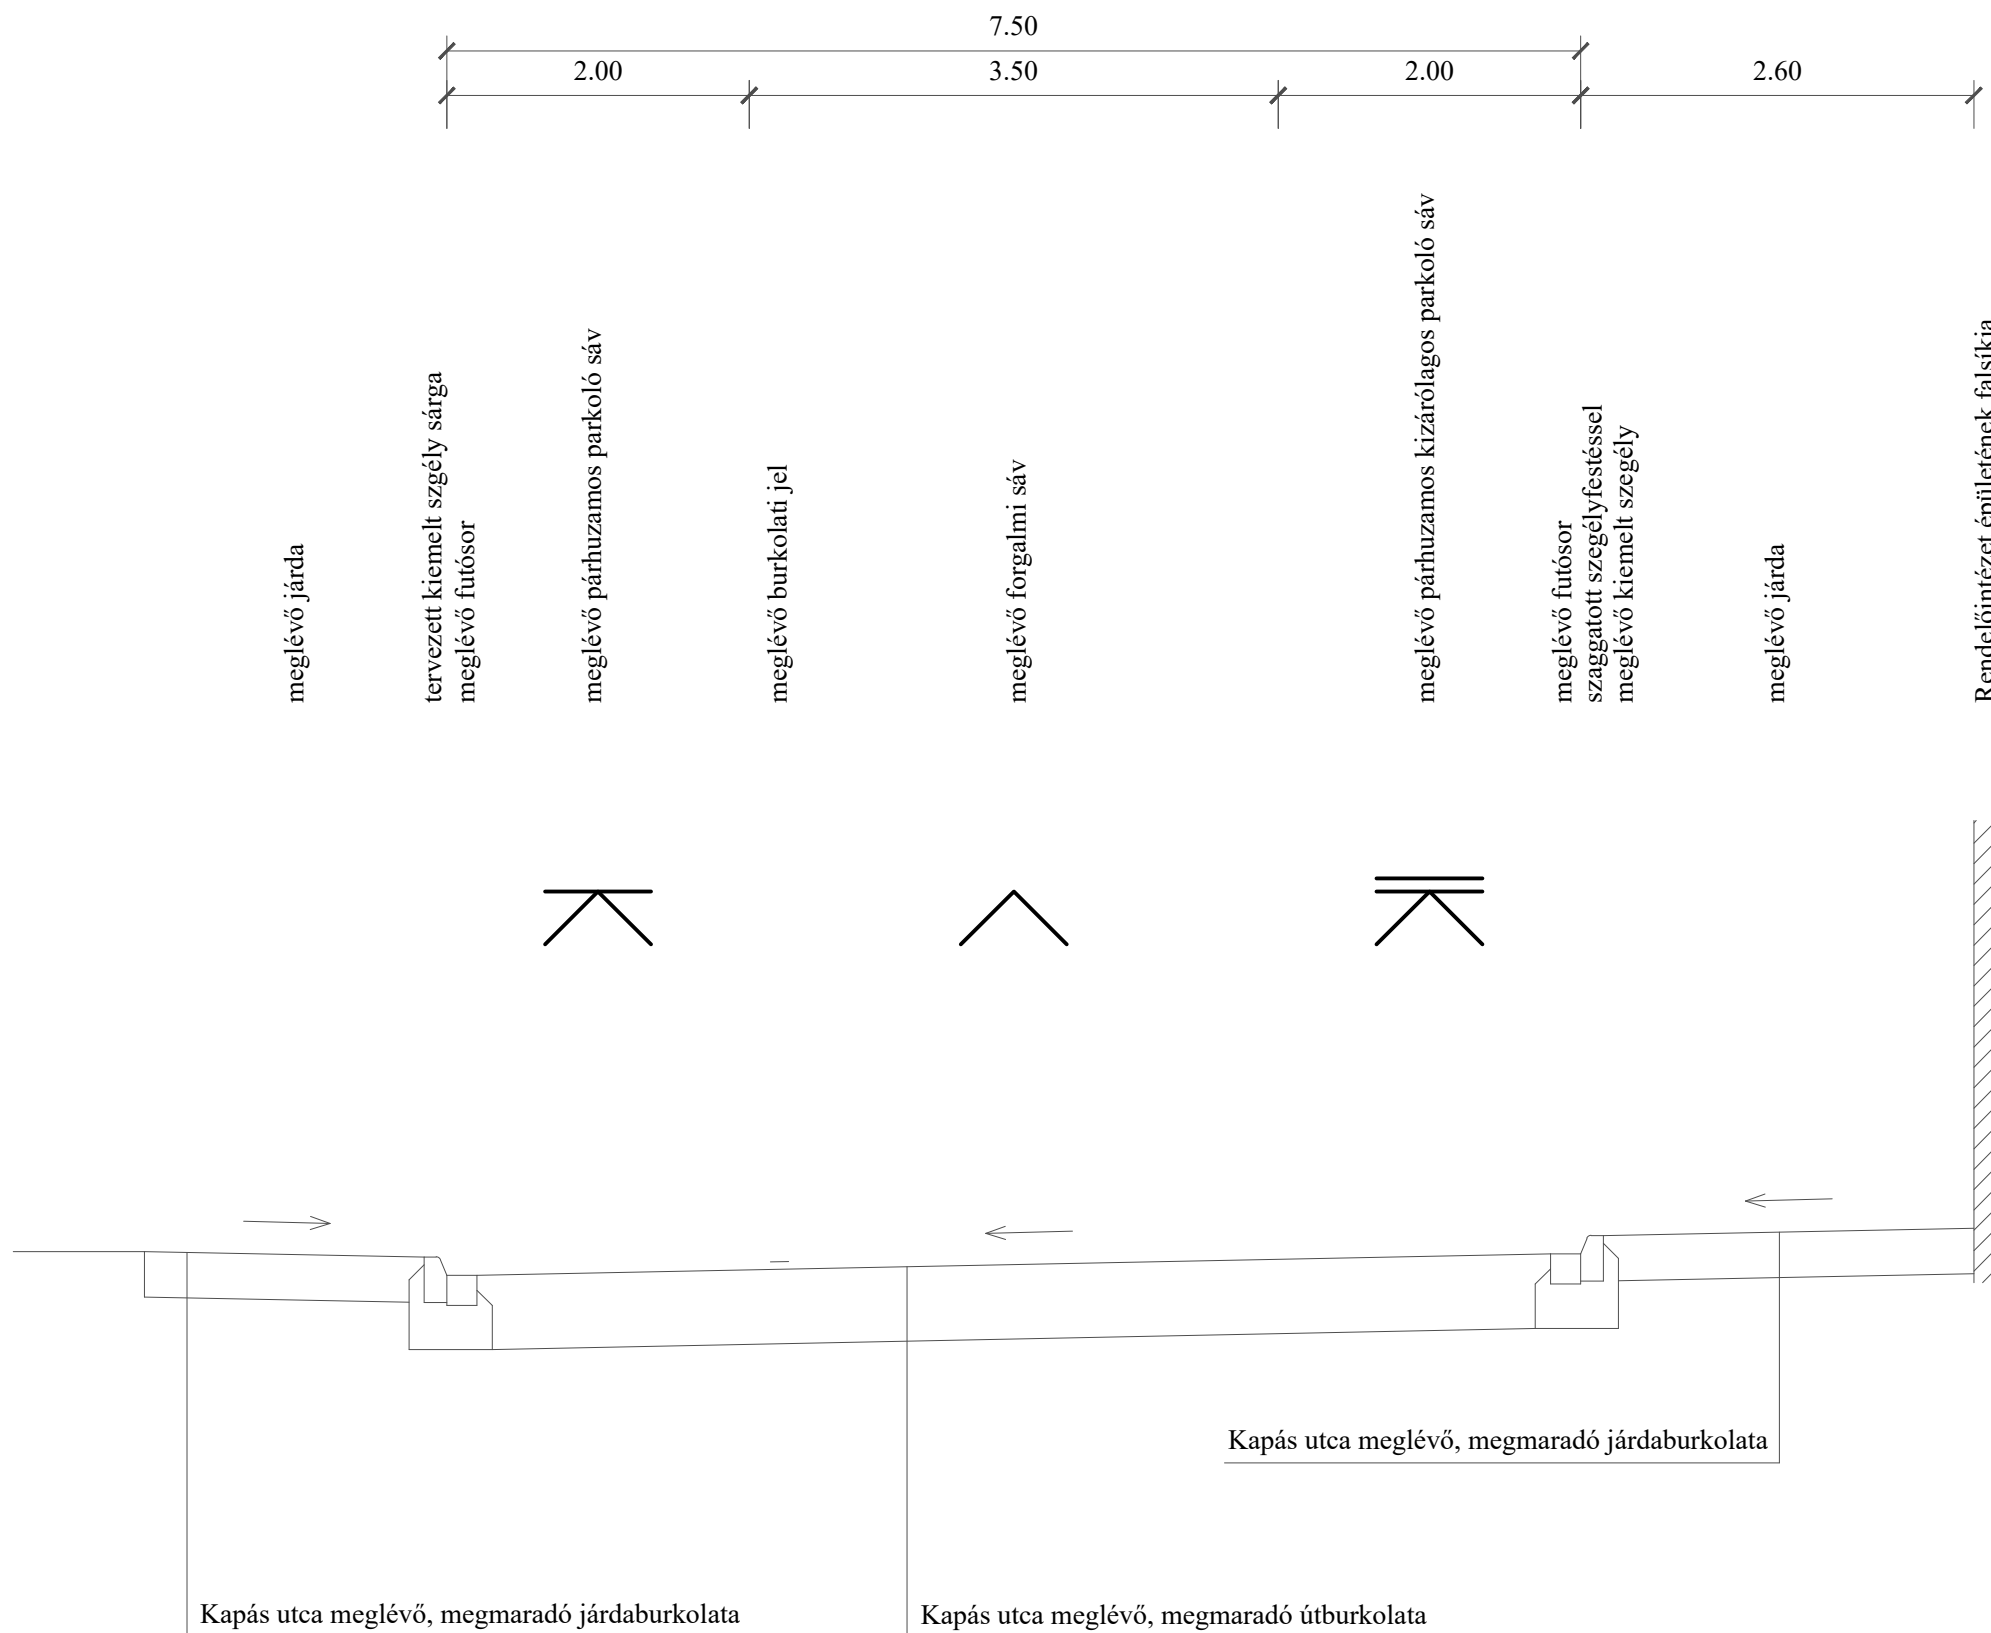 7.50
2.00
3.50
2.00
2.60
meglévő járda
tervezett kiemelt szgély sárga
meglévő futósor
meglévő párhuzamos parkoló sáv
meglévő burkolati jel
meglévő forgalmi sáv
meglévő párhuzamos kizárólagos parkoló sáv
meglévő futósor
szaggatott szegélyfestéssel
meglévő kiemelt szegély
meglévő járda
Rendelőintézet épületének falsíkja
Kapás utca meglévő, megmaradó járdaburkolata
Kapás utca meglévő, megmaradó járdaburkolata
Kapás utca meglévő, megmaradó útburkolata